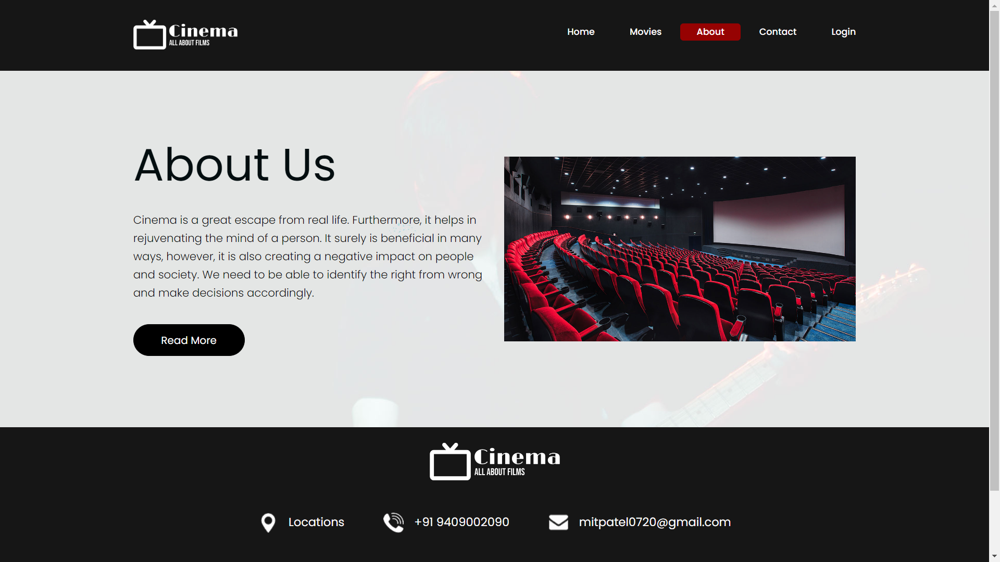 Cinema
ALL ABOUT FILMS
Home
Movies
About
Contact
Login
About Us
Cinema is a great escape from real life. Furthermore, it helps in
rejuvenating the mind of a person. It surely is beneficial in many
ways, however, it is also creating a negative impact on people
and society. We need to be able to identify the right from wrong
and make decisions accordingly.
Read More
Cinema
ALL ABOUT FILMS
Locations
+91 9409002090
mitpatel0720@gmail.com